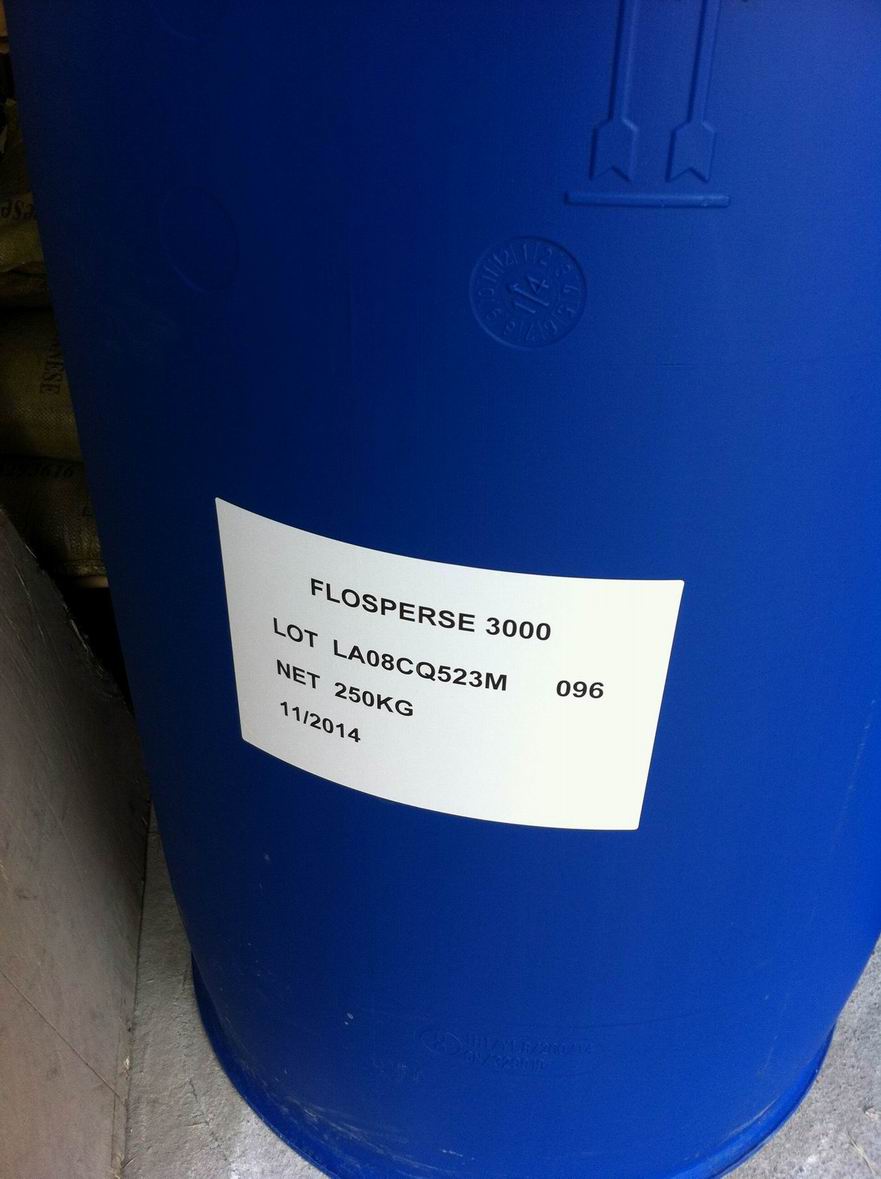 FLOSPERSE 3000
LOT LA08CQ523M 096
NET 250KG
11/2014